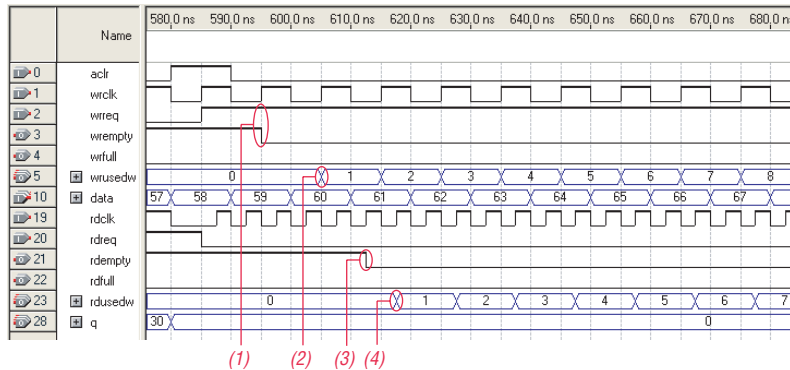 580,0 ns 590,0 ns 600,0 ns 610,0 ns 620,0 ns 630,0 ns 640,0 ns 650,0 ns 660,0 ns 670,0 ns 680,0 n
Name
0 aclr
1 wrclk
2 wrreq
3 wrempty
4 wrfull
5 wrusedw 0 1 2 3 4 5 6 7 8
10 data 57 58 59 60 61 62 63 64 65 66 67
19 rdclk
20 rdreq
21 rdempty
22 rdfull
23 rdusedw 0 1 2 3 4 5 6 7
28 q 30 0
(1) (2) (3) (4)